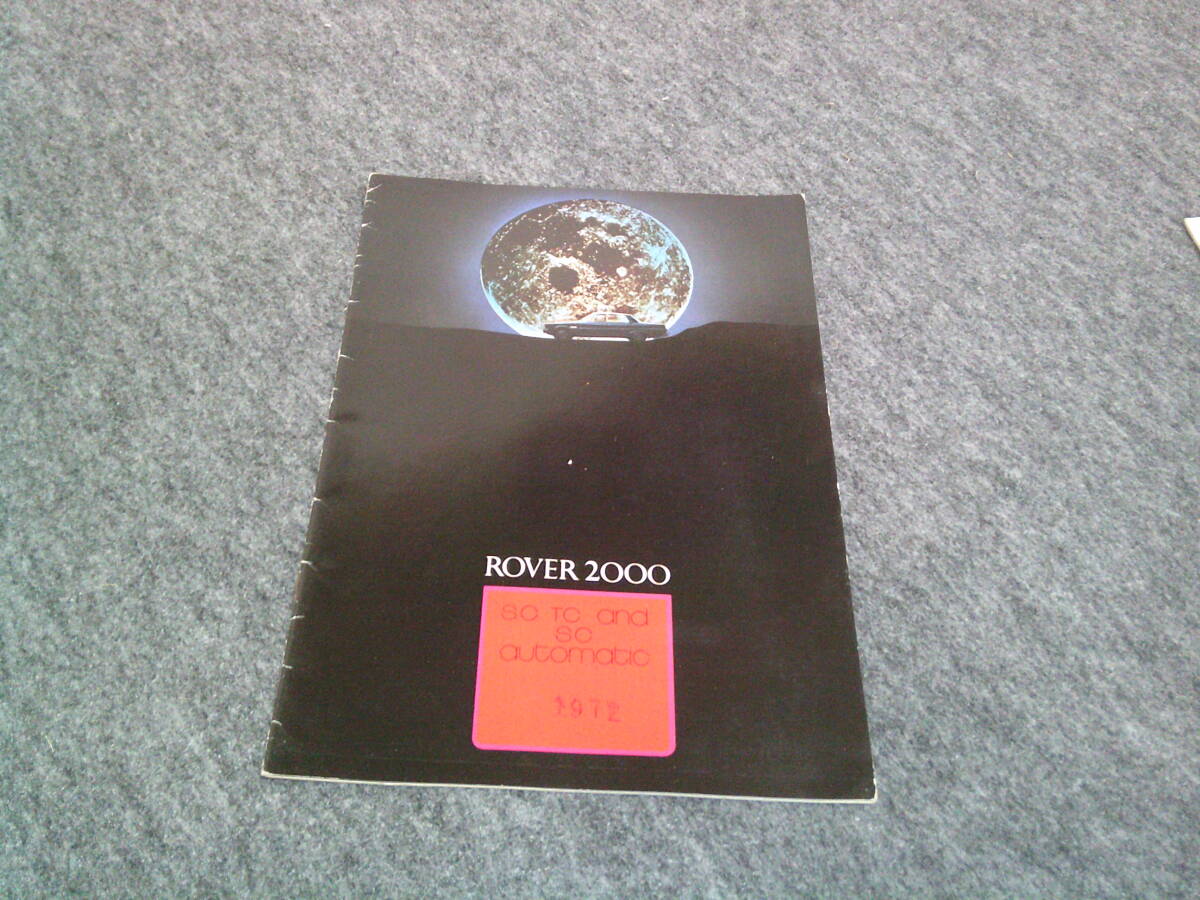 ROVER 2000
SC TC and
SC
automatic
1972